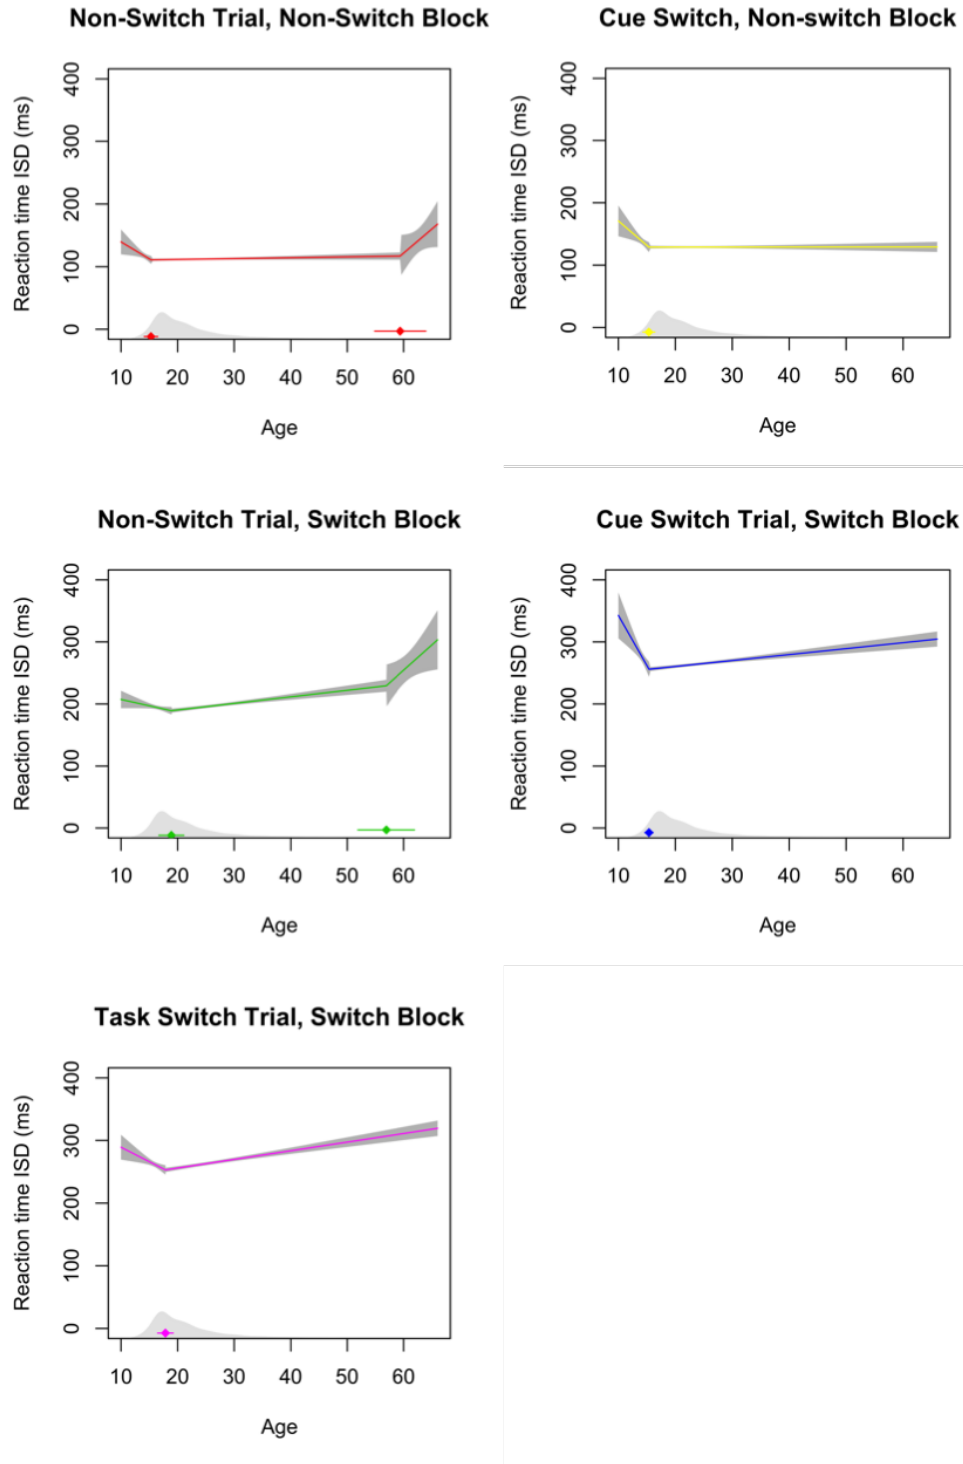 Non-Switch Trial, Non-Switch Block
Reaction time ISD (ms)
400
300
200
100
0
10 20 30 40 50 60
Age
Cue Switch, Non-switch Block
Reaction time ISD (ms)
400
300
200
100
0
10 20 30 40 50 60
Age
Non-Switch Trial, Switch Block
Reaction time ISD (ms)
400
300
200
100
0
10 20 30 40 50 60
Age
Cue Switch Trial, Switch Block
Reaction time ISD (ms)
400
300
200
100
0
10 20 30 40 50 60
Age
Task Switch Trial, Switch Block
Reaction time ISD (ms)
400
300
200
100
0
10 20 30 40 50 60
Age